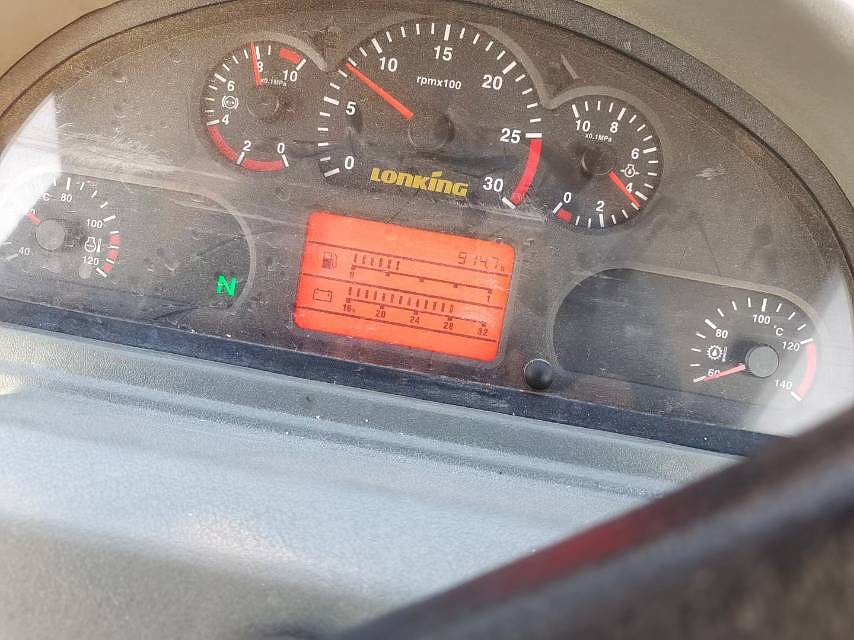 6 8 10
x0.1MPa
4 2 0
0 5 10 15 20 25 30
rpmx100
LONKING
10 8 6 4 2 0
x0.1MPa
40 80 100 120
°C
N
9147
0 1
16 20 24 28 32
60 80 100 120 140
°C